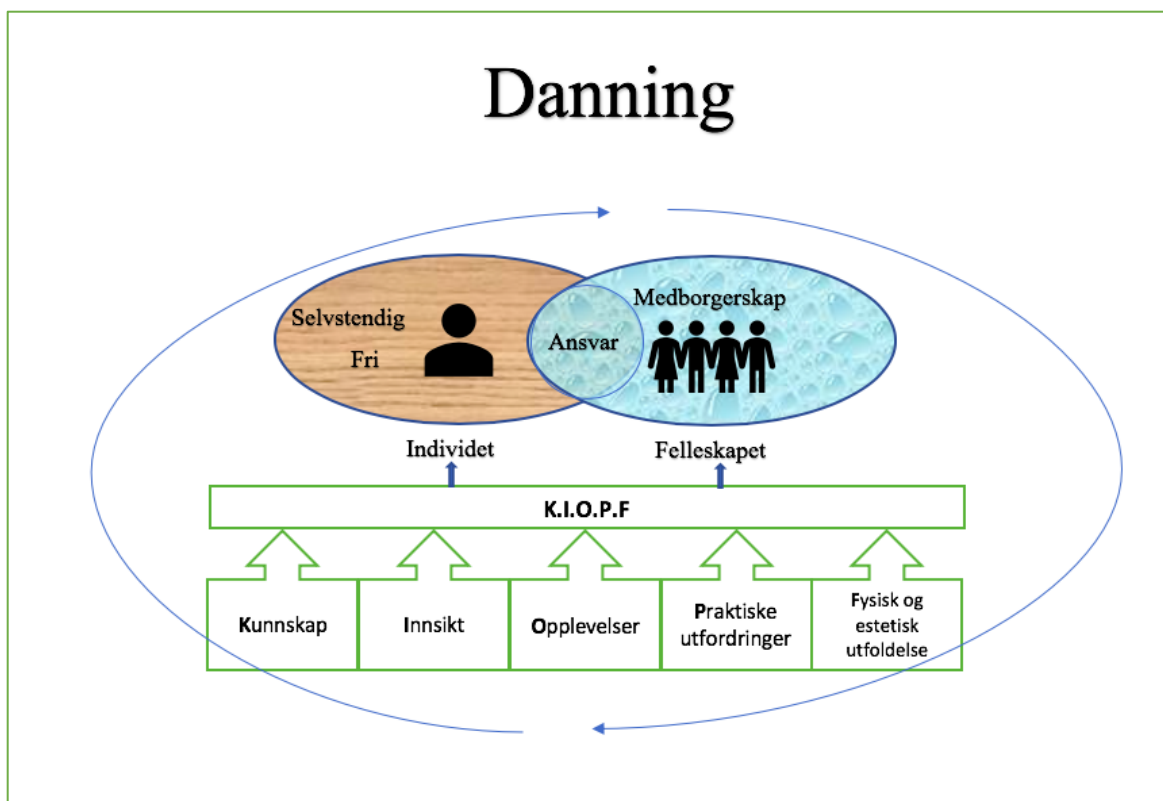 Danning
Selvstendig
Fri
Ansvar
Medborgerskap
Individet
Felleskapet
K.I.O.P.F
Kunnskap
Innsikt
Opplevelser
Praktiske
utfordringer
Fysisk og
estetisk
utfoldelse